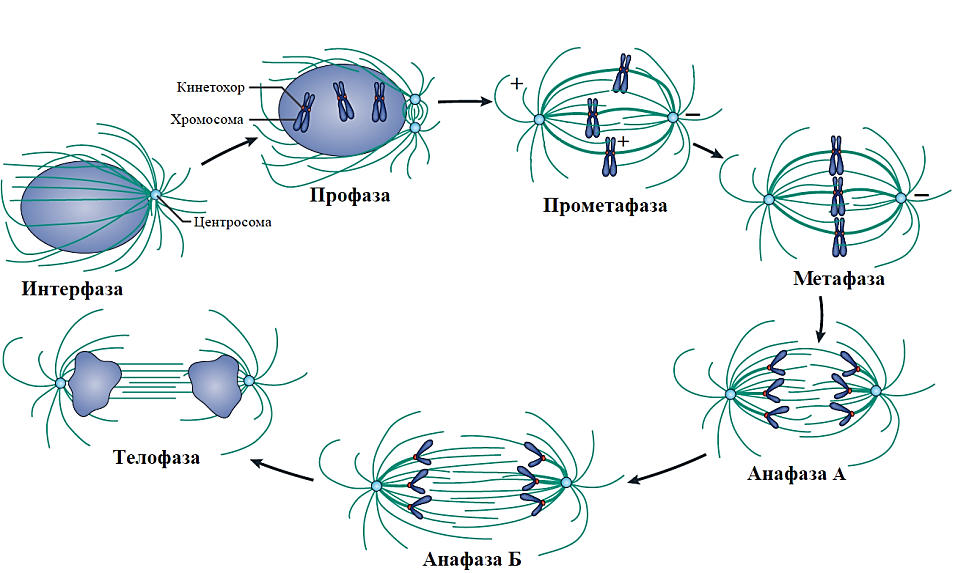 Кинетохор
Хромосома
Профаза
+
−
+
Прометафаза
Центросома
Интерфаза
−
Метафаза
Анафаза А
Анафаза Б
Телофаза